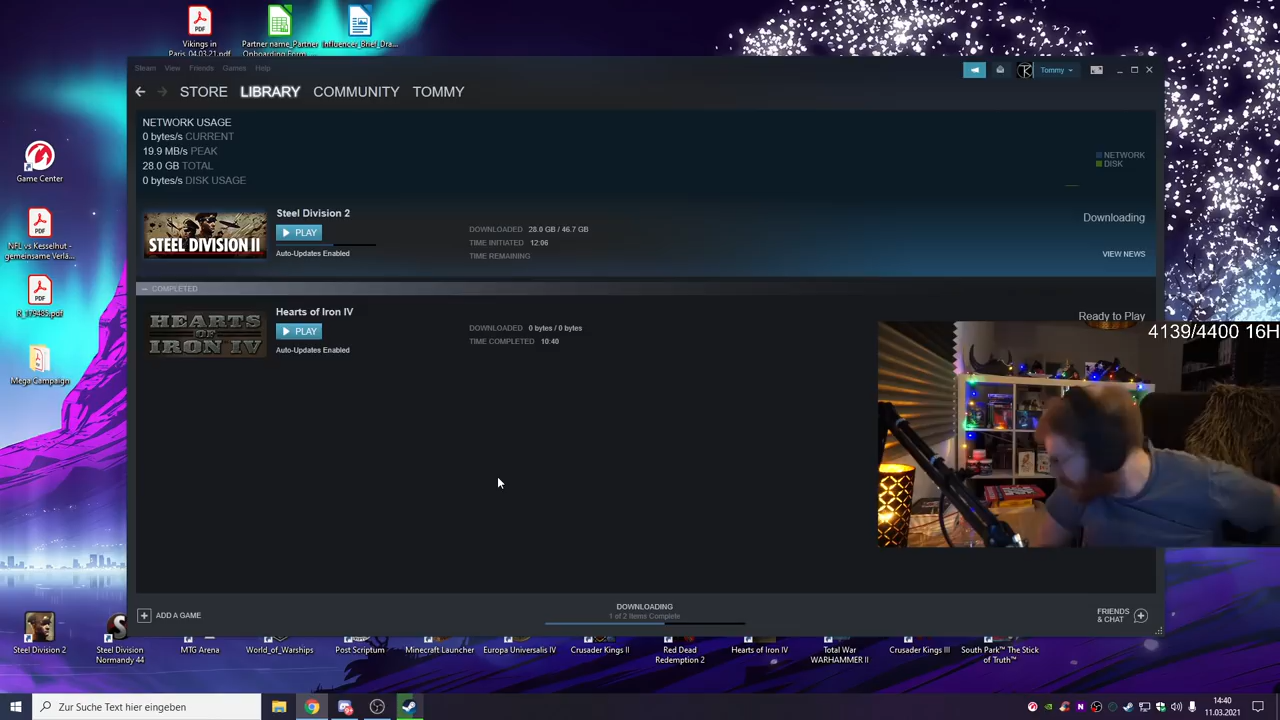 Vikings in
Paris_04.03.21.pdf
Partner name_Partner
Onboarding Form...
Influencer_Brief_Dra...
Steam View Friends Games Help
Tommy
STORE LIBRARY COMMUNITY TOMMY
NETWORK USAGE
0 bytes/s CURRENT
19.9 MB/s PEAK
28.0 GB TOTAL
0 bytes/s DISK USAGE
NETWORK
DISK
Game Center
PDF
NFL vs Kesselhut -
gemeinsame Verla...
PDF
R_179485.pdf
Mega Campaign
STEEL DIVISION II
Steel Division 2
PLAY
Auto-Updates Enabled
DOWNLOADED 28.0 GB / 46.7 GB
TIME INITIATED 12:06
TIME REMAINING
Downloading
VIEW NEWS
COMPLETED
HEARTS
OF
IRON IV
Hearts of Iron IV
PLAY
Auto-Updates Enabled
DOWNLOADED 0 bytes / 0 bytes
TIME COMPLETED 10:40
Ready to Play
4139/4400 16H
ADD A GAME
DOWNLOADING
1 of 2 Items Complete
FRIENDS
& CHAT
Steel Division 2
Steel Division
Normandy 44
MTG Arena
World_of_Warships
Post Scriptum
Minecraft Launcher
Europa Universalis IV
Crusader Kings II
Red Dead
Redemption 2
Hearts of Iron IV
Total War
WARHAMMER II
Crusader Kings III
South Park™ The Stick
of Truth™
Zur Suche Text hier eingeben
14:40
11.03.2021